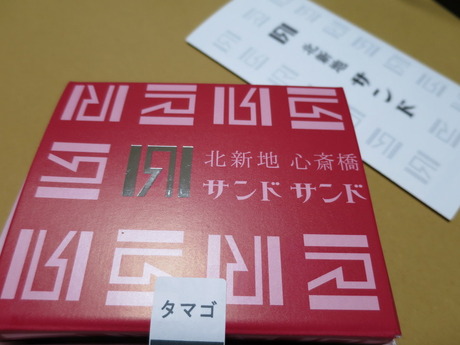 北新地 心斎橋
サンド サンド
タマゴ
北新地 サンド